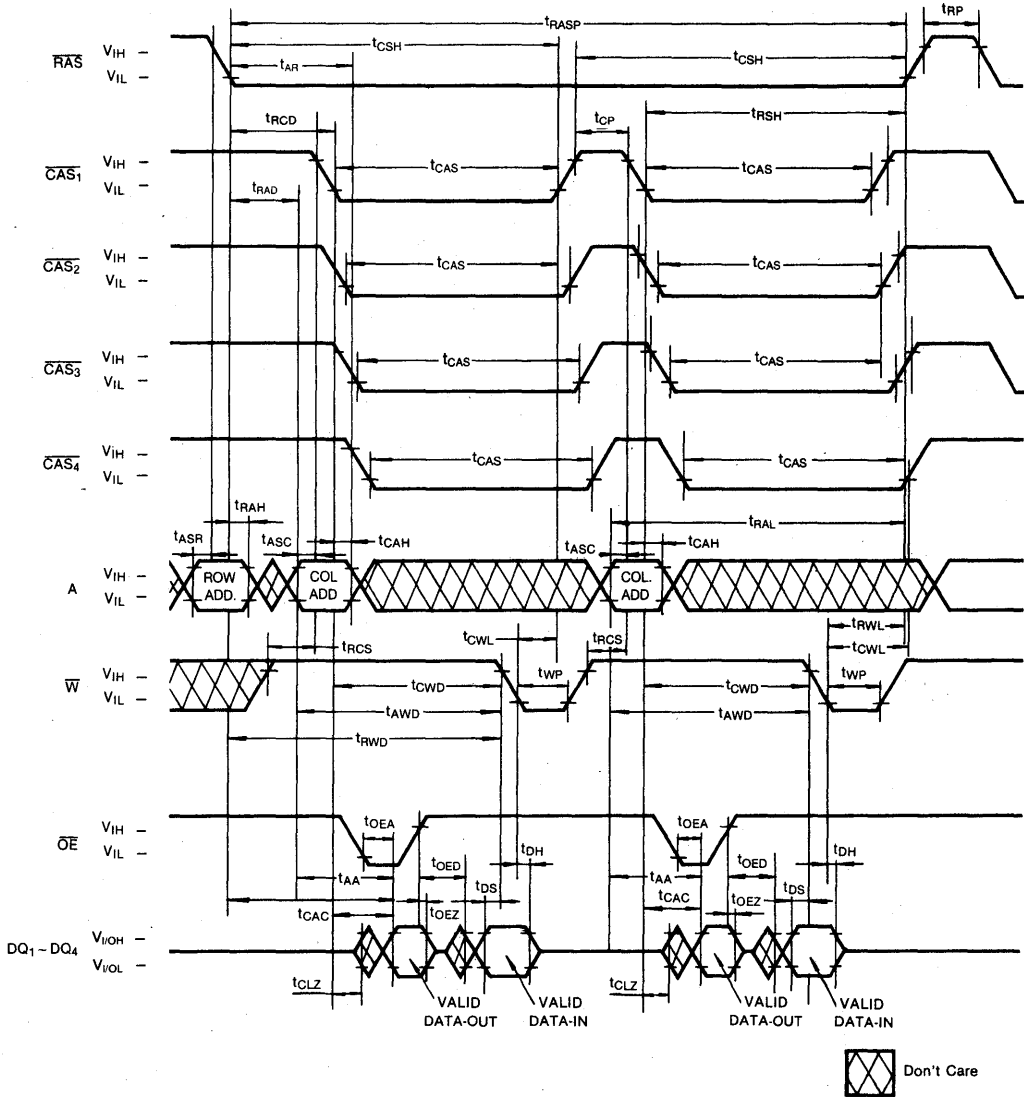 tRASP
tRP
tCSH
tCSH
RAS VIH –
VIL –
tAR
tRSH
tRCD
tCP
CAS1 VIH –
VIL –
tCAS
tCAS
tRAD
CAS2 VIH –
VIL –
tCAS
tCAS
CAS3 VIH –
VIL –
tCAS
tCAS
CAS4 VIH –
VIL –
tCAS
tCAS
tRAH
tRAL
tASR
tASC
tCAH
tASC
tCAH
A VIH –
VIL –
ROW
ADD.
COL
ADD
COL.
ADD
tRWL
tCWL
tRCS
tCWL
tRCS
W VIH –
VIL –
tCWD
tWP
tCWD
tWP
tAWD
tAWD
tRWD
OE VIH –
VIL –
tOEA
tOEA
tOED
tDH
tOED
tDH
tAA
tDS
tAA
tDS
tCAC
tOEZ
tCAC
tOEZ
DQ1 ~ DQ4 VI/OH –
VI/OL –
tCLZ
tCLZ
VALID
DATA-OUT
VALID
DATA-IN
VALID
DATA-OUT
VALID
DATA-IN
Don't Care